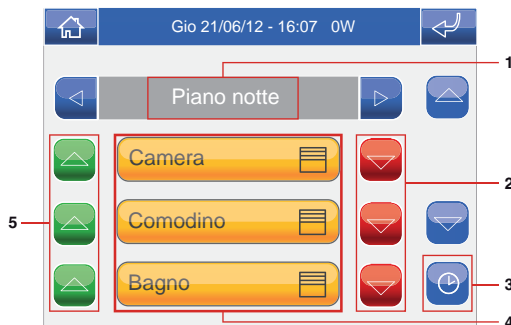 Gio 21/06/12 - 16:07 0W
1
Piano notte
Camera
2
5
Comodino
Bagno
3
4